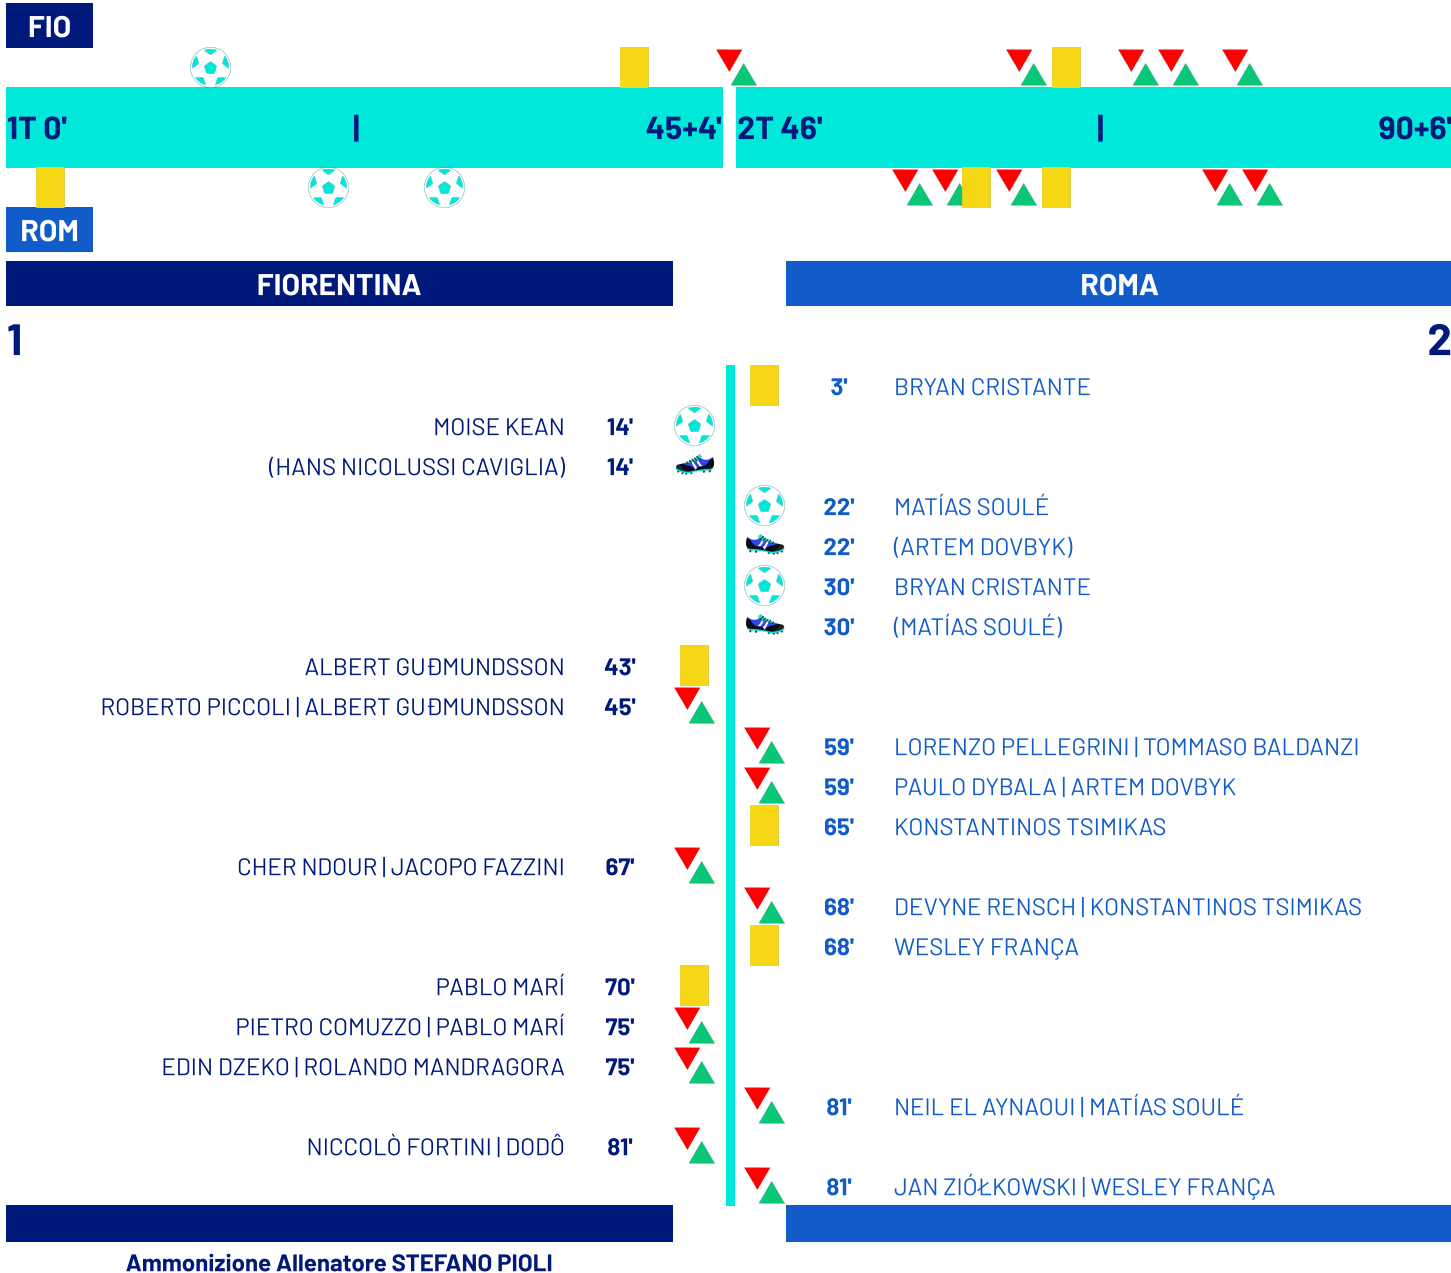 FIO
1T 0' | 45+4' 2T 46' | 90+6'
ROM
FIORENTINA ROMA
1 2
3' BRYAN CRISTANTE
MOISE KEAN 14'
(HANS NICOLUSSI CAVIGLIA) 14'
22' MATÍAS SOULÉ
22' (ARTEM DOVBYK)
30' BRYAN CRISTANTE
30' (MATÍAS SOULÉ)
ALBERT GUÐMUNDSSON 43'
ROBERTO PICCOLI | ALBERT GUÐMUNDSSON 45'
59' LORENZO PELLEGRINI | TOMMASO BALDANZI
59' PAULO DYBALA | ARTEM DOVBYK
65' KONSTANTINOS TSIMIKAS
CHER NDOUR | JACOPO FAZZINI 67'
68' DEVYNE RENSCH | KONSTANTINOS TSIMIKAS
68' WESLEY FRANÇA
PABLO MARÍ 70'
PIETRO COMUZZO | PABLO MARÍ 75'
EDIN DZEKO | ROLANDO MANDRAGORA 75'
81' NEIL EL AYNAOUI | MATÍAS SOULÉ
NICCOLÒ FORTINI | DODÔ 81'
81' JAN ZIÓŁKOWSKI | WESLEY FRANÇA
Ammonizione Allenatore STEFANO PIOLI